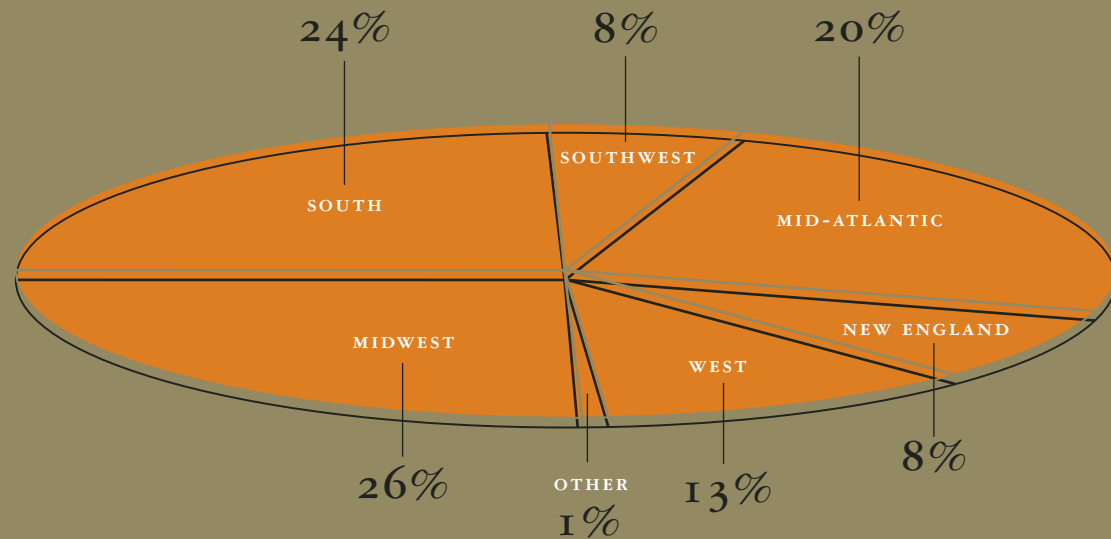 24%
8%
20%
SOUTHWEST
SOUTH
MID-ATLANTIC
NEW ENGLAND
MIDWEST
WEST
8%
26%
OTHER
13%
1%